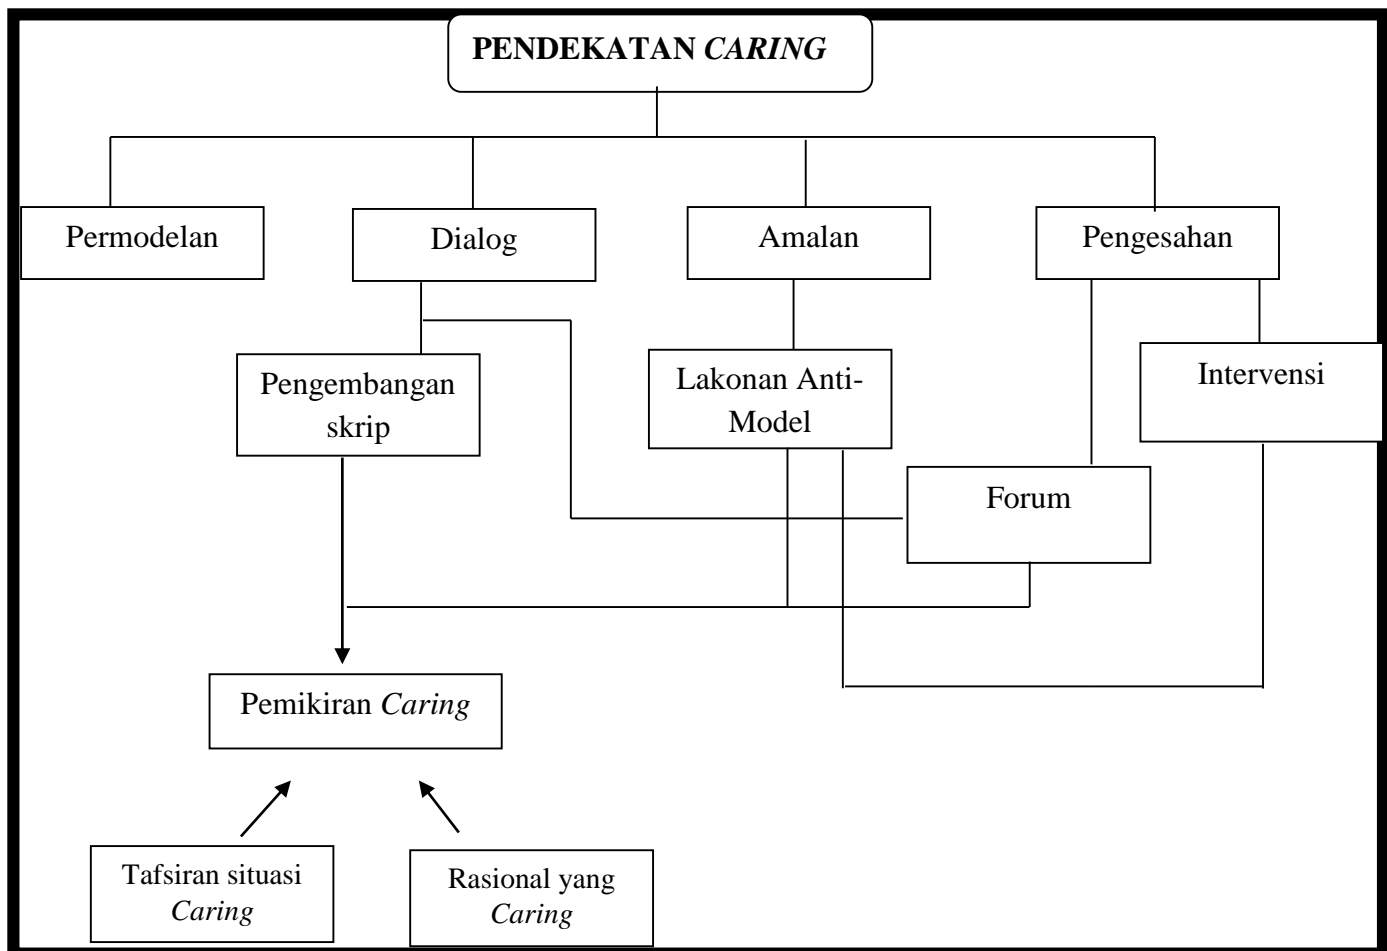 PENDEKATAN CARING
Permodelan
Dialog
Amalan
Pengesahan
Pengembangan
skrip
Lakonan Anti-
Model
Intervensi
Forum
Pemikiran Caring
Tafsiran situasi
Caring
Rasional yang
Caring